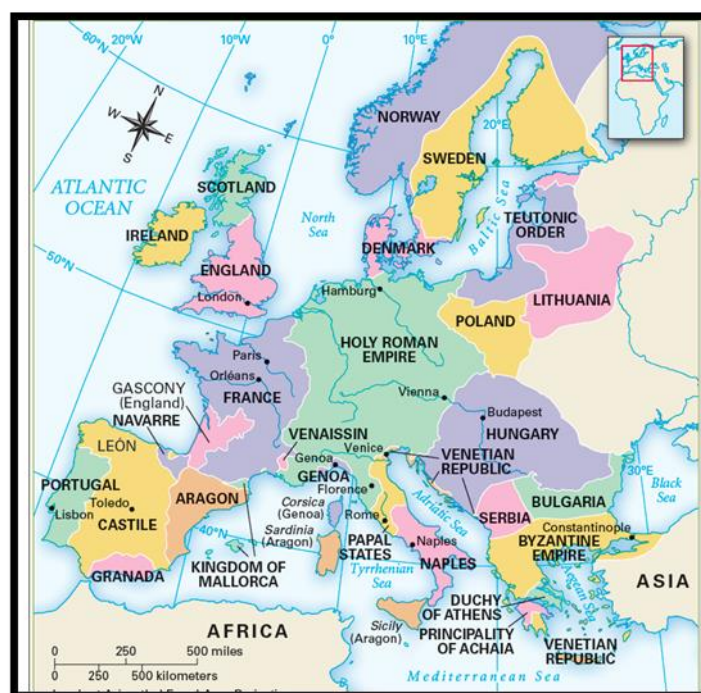 60°N
20°W
10°W
0°
10°E
N
W
E
S
NORWAY
20°E
SWEDEN
ATLANTIC
OCEAN
SCOTLAND
North
Sea
Baltic Sea
IRELAND
DENMARK
TEUTONIC
ORDER
50°N
ENGLAND
London
Hamburg
LITHUANIA
POLAND
HOLY ROMAN
EMPIRE
Paris
Orléans
FRANCE
GASCONY
(England)
NAVARRE
Vienna
Budapest
HUNGARY
LEÓN
VENAISSIN
Venice
VENETIAN
REPUBLIC
30°E
Black
Sea
PORTUGAL
Genoa
GENOA
Florence
Adriatic Sea
BULGARIA
Toledo
Lisbon
CASTILE
ARAGON
Corsica
(Genoa)
Rome
SERBIA
Constantinople
40°N
Sardinia
(Aragon)
PAPAL
STATES
Naples
NAPLES
BYZANTINE
EMPIRE
GRANADA
KINGDOM OF
MALLORCA
Tyrrhenian
Sea
Aegean Sea
ASIA
DUCHY
OF ATHENS
AFRICA
Sicily
(Aragon)
PRINCIPALITY
OF ACHAIA
VENETIAN
REPUBLIC
0 250 500 miles
0 250 500 kilometers
Mediterranean Sea